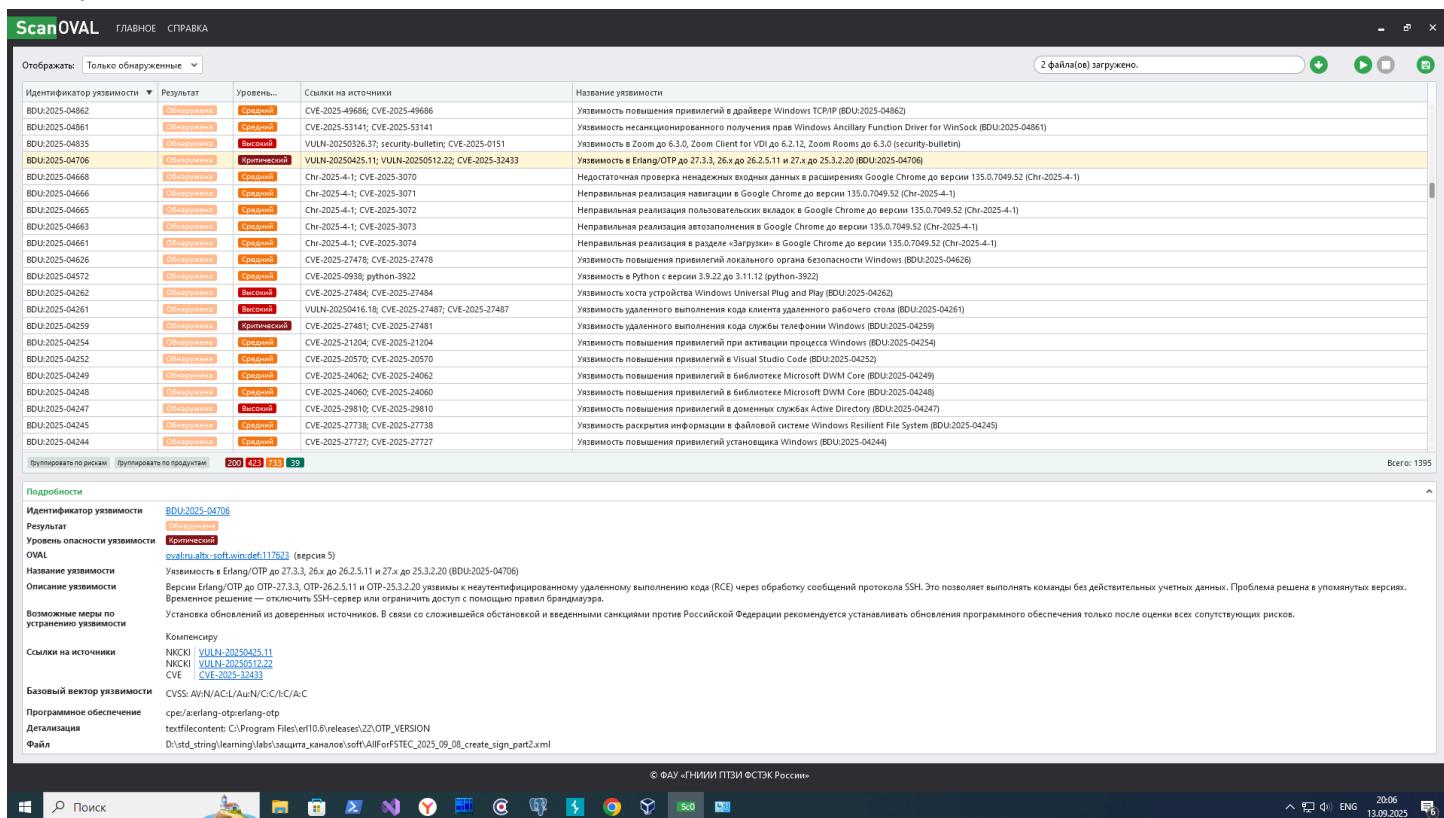 ScanOVAL ГЛАВНОЕ СПРАВКА
Отображать: Только обнаруженные 2 файла(ов) загружено.
Идентификатор уязвимости Результат Уровень... Ссылки на источники Название уязвимости
BDU:2025-04862 Обнаружена Средний CVE-2025-49686; CVE-2025-49686 Уязвимость повышения привилегий в драйвере Windows TCP/IP (BDU:2025-04862)
BDU:2025-04861 Обнаружена Средний CVE-2025-53141; CVE-2025-53141 Уязвимость несанкционированного получения прав Windows Ancillary Function Driver for WinSock (BDU:2025-04861)
BDU:2025-04835 Обнаружена Высокий VULN-20250326.37; security-bulletin; CVE-2025-0151 Уязвимость в Zoom до 6.3.0, Zoom Client for VDI до 6.2.12, Zoom Rooms до 6.3.0 (security-bulletin)
BDU:2025-04706 Обнаружена Критический VULN-20250425.11; VULN-20250512.22; CVE-2025-32433 Уязвимость в Erlang/OTP до 27.3.3, 26.x до 26.2.5.11 и 27.x до 25.3.2.20 (BDU:2025-04706)
BDU:2025-04668 Обнаружена Средний Chr-2025-4-1; CVE-2025-3070 Недостаточная проверка ненадежных входных данных в расширениях Google Chrome до версии 135.0.7049.52 (Chr-2025-4-1)
BDU:2025-04666 Обнаружена Средний Chr-2025-4-1; CVE-2025-3071 Неправильная реализация навигации в Google Chrome до версии 135.0.7049.52 (Chr-2025-4-1)
BDU:2025-04665 Обнаружена Средний Chr-2025-4-1; CVE-2025-3072 Неправильная реализация пользовательских вкладок в Google Chrome до версии 135.0.7049.52 (Chr-2025-4-1)
BDU:2025-04663 Обнаружена Средний Chr-2025-4-1; CVE-2025-3073 Неправильная реализация автозаполнения в Google Chrome до версии 135.0.7049.52 (Chr-2025-4-1)
BDU:2025-04661 Обнаружена Средний Chr-2025-4-1; CVE-2025-3074 Неправильная реализация в разделе «Загрузки» в Google Chrome до версии 135.0.7049.52 (Chr-2025-4-1)
BDU:2025-04626 Обнаружена Средний CVE-2025-27478; CVE-2025-27478 Уязвимость повышения привилегий локального органа безопасности Windows (BDU:2025-04626)
BDU:2025-04572 Обнаружена Средний CVE-2025-0938; python-3922 Уязвимость в Python с версии 3.9.22 до 3.11.12 (python-3922)
BDU:2025-04262 Обнаружена Высокий CVE-2025-27484; CVE-2025-27484 Уязвимость хоста устройства Windows Universal Plug and Play (BDU:2025-04262)
BDU:2025-04261 Обнаружена Высокий VULN-20250416.18; CVE-2025-27487; CVE-2025-27487 Уязвимость удаленного выполнения кода клиента удаленного рабочего стола (BDU:2025-04261)
BDU:2025-04259 Обнаружена Критический CVE-2025-27481; CVE-2025-27481 Уязвимость удаленного выполнения кода службы телефонии Windows (BDU:2025-04259)
BDU:2025-04254 Обнаружена Средний CVE-2025-21204; CVE-2025-21204 Уязвимость повышения привилегий при активации процесса Windows (BDU:2025-04254)
BDU:2025-04252 Обнаружена Средний CVE-2025-20570; CVE-2025-20570 Уязвимость повышения привилегий в Visual Studio Code (BDU:2025-04252)
BDU:2025-04249 Обнаружена Средний CVE-2025-24062; CVE-2025-24062 Уязвимость повышения привилегий в библиотеке Microsoft DWM Core (BDU:2025-04249)
BDU:2025-04248 Обнаружена Средний CVE-2025-24060; CVE-2025-24060 Уязвимость повышения привилегий в библиотеке Microsoft DWM Core (BDU:2025-04248)
BDU:2025-04247 Обнаружена Высокий CVE-2025-29810; CVE-2025-29810 Уязвимость повышения привилегий в доменных службах Active Directory (BDU:2025-04247)
BDU:2025-04245 Обнаружена Средний CVE-2025-27738; CVE-2025-27738 Уязвимость раскрытия информации в файловой системе Windows Resilient File System (BDU:2025-04245)
BDU:2025-04244 Обнаружена Средний CVE-2025-27727; CVE-2025-27727 Уязвимость повышения привилегий установщика Windows (BDU:2025-04244)
Группировать по рискам Группировать по продуктам 200 423 733 39 Всего: 1395
Подробности
Идентификатор уязвимости BDU:2025-04706
Результат Обнаружена
Уровень опасности уязвимости Критический
OVAL oval:ru.altx-soft.win:def:117623 (версия 5)
Название уязвимости Уязвимость в Erlang/OTP до 27.3.3, 26.x до 26.2.5.11 и 27.x до 25.3.2.20 (BDU:2025-04706)
Описание уязвимости Версии Erlang/OTP до OTP-27.3.3, OTP-26.2.5.11 и OTP-25.3.2.20 уязвимы к неаутентифицированному удаленному выполнению кода (RCE) через обработку сообщений протокола SSH. Это позволяет выполнять команды без действительных учетных данных. Проблема решена в упомянутых версиях.
Временное решение — отключить SSH-сервер или ограничить доступ с помощью правил брандмауэра.
Возможные меры по устранению уязвимости Установка обновлений из доверенных источников. В связи со сложившейся обстановкой и введенными санкциями против Российской Федерации рекомендуется устанавливать обновления программного обеспечения только после оценки всех сопутствующих рисков.
Компенсиру
Ссылки на источники NKCKI VULN-20250425.11
NKCKI VULN-20250512.22
CVE CVE-2025-32433
Базовый вектор уязвимости CVSS: AV:N/AC:L/Au:N/C:C/I:C/A:C
Программное обеспечение cpe:/a:erlang-otp:erlang-otp
Детализация textfilecontent: C:\Program Files\erl10.6\releases\22\OTP_VERSION
Файл D:\std_string\learning\labs\защита_каналов\soft\AllForFSTEC_2025_09_08_create_sign_part2.xml
© ФАУ «ГНИИИ ПТЗИ ФСТЭК России»
Поиск ScO ENG 20:06
13.09.2025 6